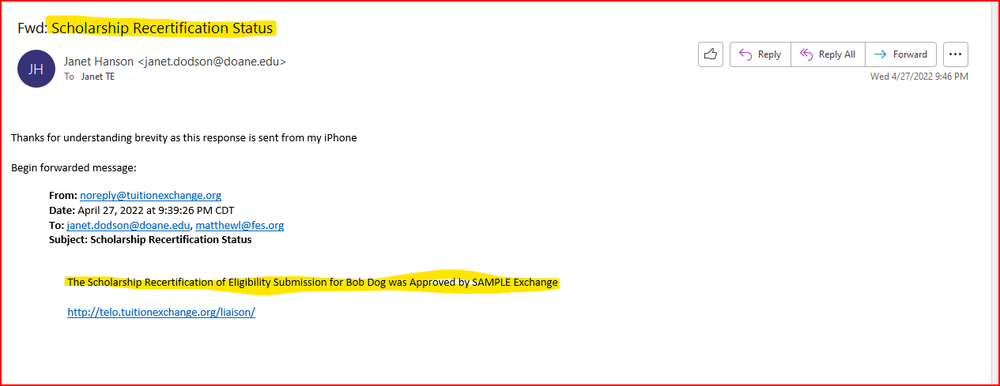 Fwd: Scholarship Recertification Status
JH
Janet Hanson <janet.dodson@doane.edu>
To Janet TE
Reply
Reply All
Forward
Wed 4/27/2022 9:46 PM
Thanks for understanding brevity as this response is sent from my iPhone
Begin forwarded message:
From: noreply@tuitionexchange.org
Date: April 27, 2022 at 9:39:26 PM CDT
To: janet.dodson@doane.edu, matthewl@fes.org
Subject: Scholarship Recertification Status
The Scholarship Recertification of Eligibility Submission for Bob Dog was Approved by SAMPLE Exchange
http://telo.tuitionexchange.org/liaison/